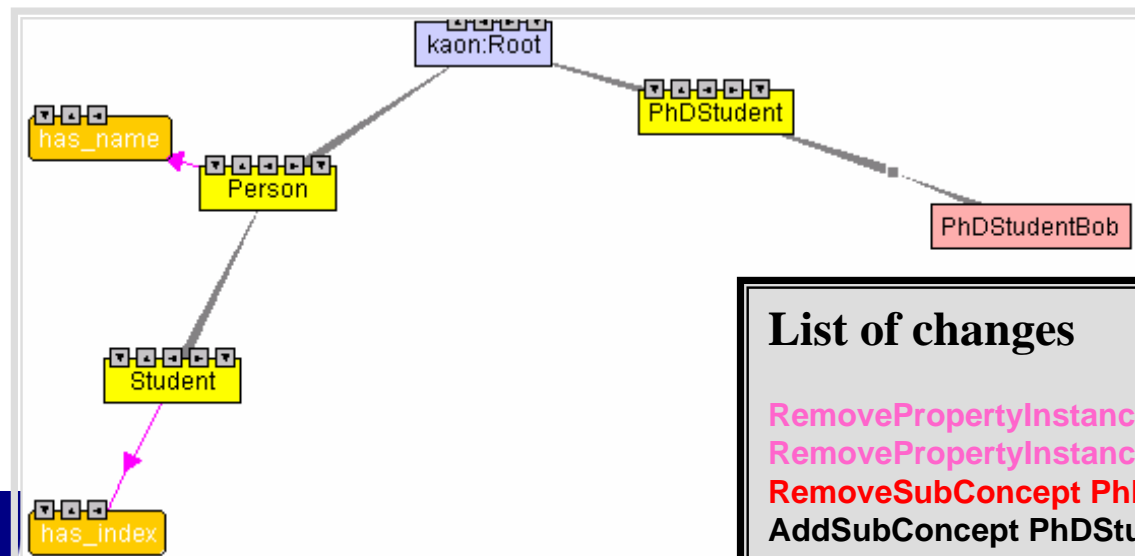 kaon:Root
PhDStudent
has_name
Person
PhDStudentBob
List of changes
Student
RemovePropertyInstanc
RemovePropertyInstanc
RemoveSubConcept Ph
AddSubConcept PhDStu
has_index